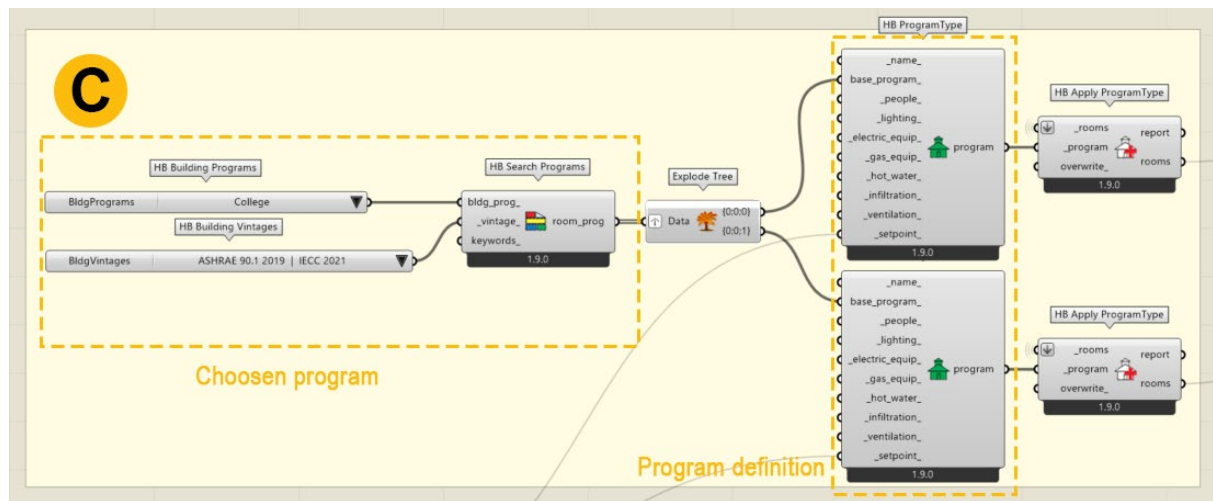 C
HB Building Programs
BldgPrograms College
HB Building Vintages
BldgVintages ASHRAE 90.1 2019 | IECC 2021
HB Search Programs
bldg_prog_
_vintage_ room_prog
keywords_
1.9.0
Choosen program
Explode Tree
Data {0;0;0}
{0;0;1}
HB ProgramType
_name_
base_program_
_people_
_lighting_
_electric_equip_
_gas_equip_ program
_hot_water_
_infiltration_
_ventilation_
_setpoint_
1.9.0
_name_
base_program_
_people_
_lighting_
_electric_equip_
_gas_equip_ program
_hot_water_
_infiltration_
_ventilation_
_setpoint_
1.9.0
Program definition
HB Apply ProgramType
_rooms report
_program
overwrite_ rooms
1.9.0
HB Apply ProgramType
_rooms report
_program
overwrite_ rooms
1.9.0